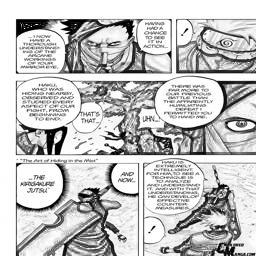 ...I NOW
HAVE A
THOROUGH
UNDERSTAND-
ING OF THE
ARCANE
WORKINGS
OF YOUR
MIRROR EYE.
HAVING
HAD A
CHANCE TO
SEE IT
IN
ACTION...
HAKU,
WHO WAS
HIDING NEARBY,
OBSERVED AND
STUDIED EVERY
ASPECT OF OUR
FIGHT, FROM
BEGINNING
TO END.
THAT'S
THAT...
UHN...
THERE WAS
FAR MORE TO
OUR PREVIOUS
BATTLE THAN
THE APPARENTLY
HUMILIATING
DEFEAT I
PERMITTED YOU
TO HAND ME...
"The Art of Hiding in the Mist"
...THE
KIRIGAKURE
JUTSU."
AND
NOW...
HAKU IS
EXTREMELY
INTELLIGENT.
FOR HIM, TO SEE A
TECHNIQUE IS
TO ANALYZE
AND UNDERSTAND
IT, AND WITH THAT
UNDERSTANDING
HE CAN DEVELOP
EFFECTIVE
COUNTER-
MEASURES.